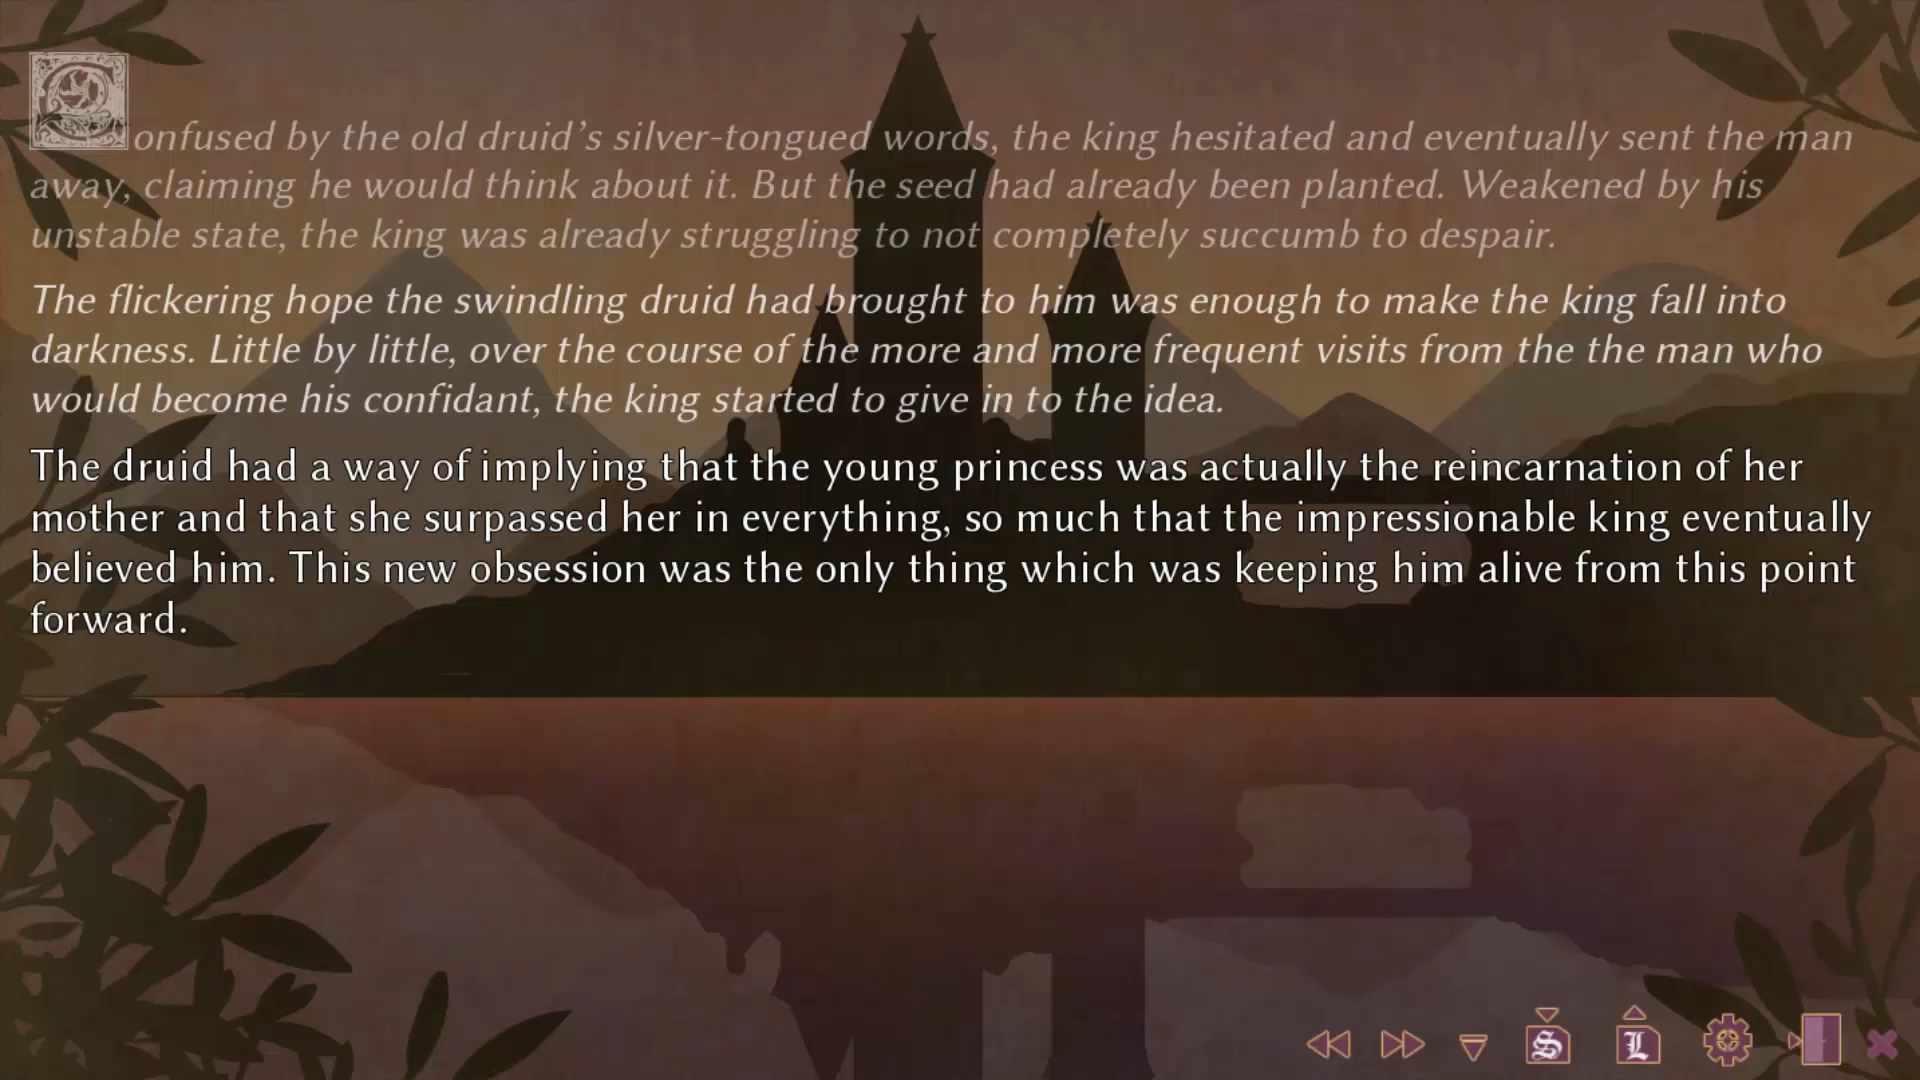 Confused by the old druid’s silver-tongued words, the king hesitated and eventually sent the man
away, claiming he would think about it. But the seed had already been planted. Weakened by his
unstable state, the king was already struggling to not completely succumb to despair.
The flickering hope the swindling druid had brought to him was enough to make the king fall into
darkness. Little by little, over the course of the more and more frequent visits from the the man who
would become his confidant, the king started to give in to the idea.
The druid had a way of implying that the young princess was actually the reincarnation of her
mother and that she surpassed her in everything, so much that the impressionable king eventually
believed him. This new obsession was the only thing which was keeping him alive from this point
forward.
S L